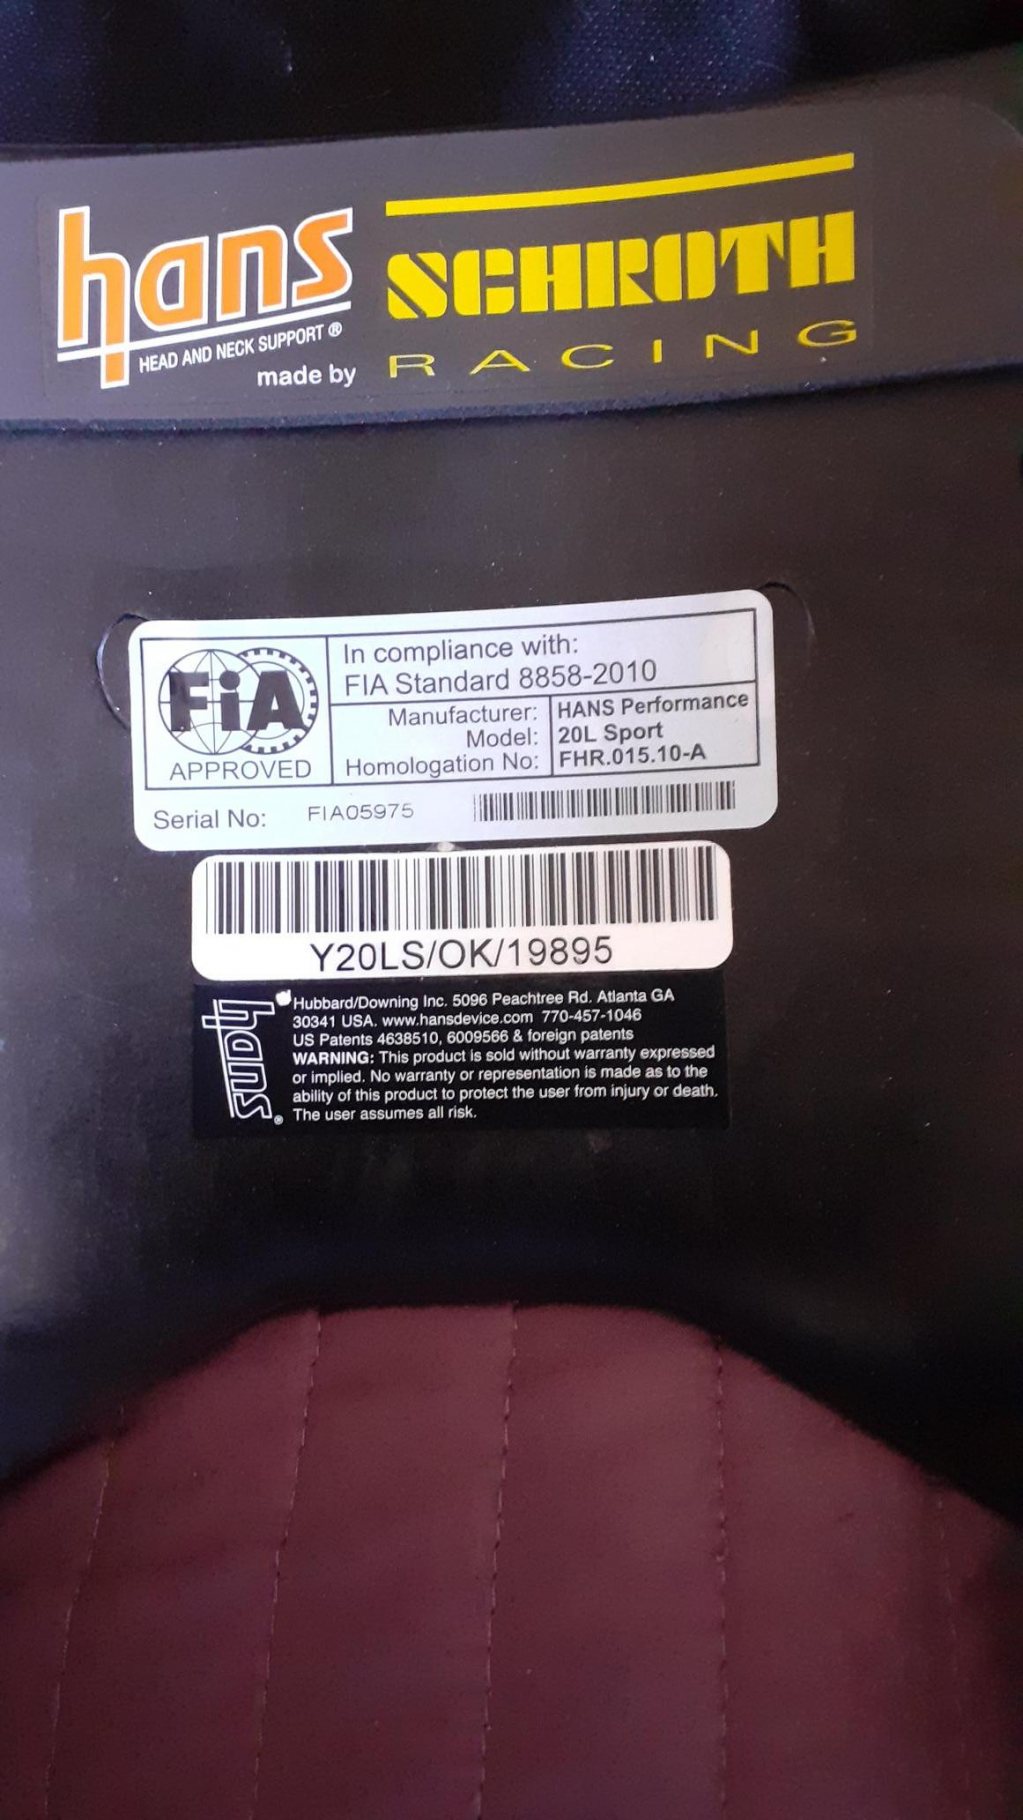 hans
HEAD AND NECK SUPPORT ®
made by
SCHROTH
RACING
FiA
APPROVED
In compliance with:
FIA Standard 8858-2010
Manufacturer: HANS Performance
Model: 20L Sport
Homologation No: FHR.015.10-A
Serial No: FIA05975
Y20LS/OK/19895
hans®
Hubbard/Downing Inc. 5096 Peachtree Rd. Atlanta GA
30341 USA. www.hansdevice.com 770-457-1046
US Patents 4638510, 6009566 & foreign patents
WARNING: This product is sold without warranty expressed
or implied. No warranty or representation is made as to the
ability of this product to protect the user from injury or death.
The user assumes all risk.